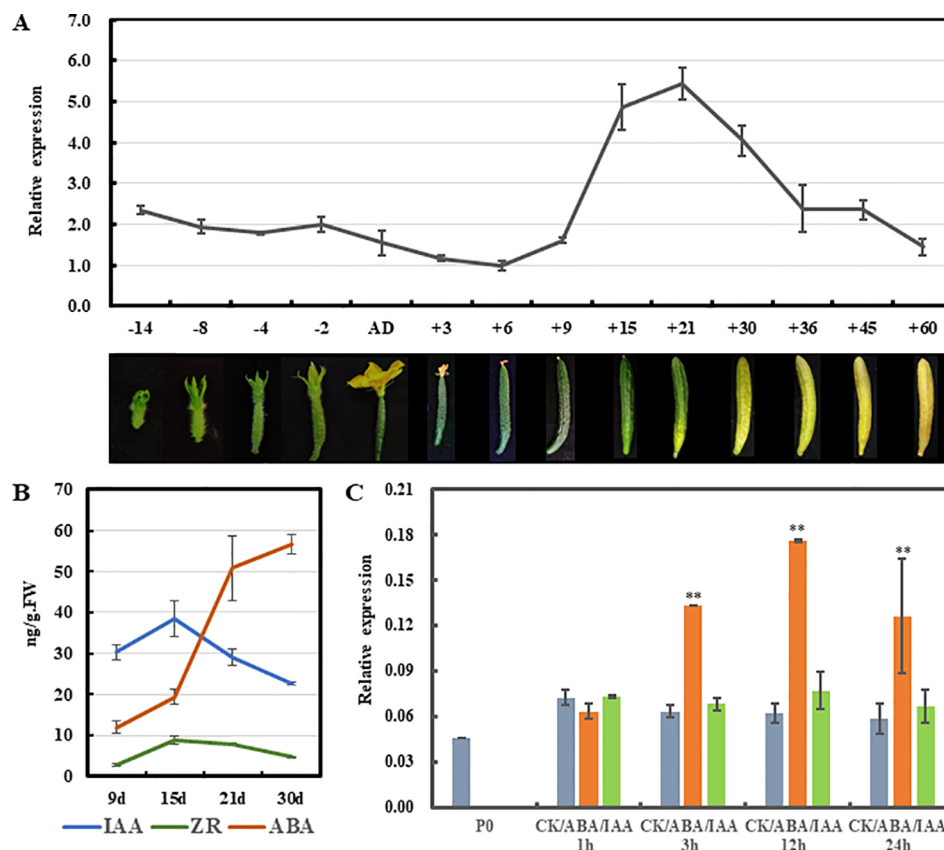 A
7.0
6.0
5.0
4.0
3.0
2.0
1.0
0.0
Relative expression
-14 -8 -4 -2 AD +3 +6 +9 +15 +21 +30 +36 +45 +60
B
70
60
50
40
30
20
10
0
ng/g.FW
9d 15d 21d 30d
IAA ZR ABA
C
0.21
0.18
0.15
0.12
0.09
0.06
0.03
0.00
Relative expression
** ** **
P0 CK/ABA/IAA CK/ABA/IAA CK/ABA/IAA CK/ABA/IAA
1h 3h 12h 24h